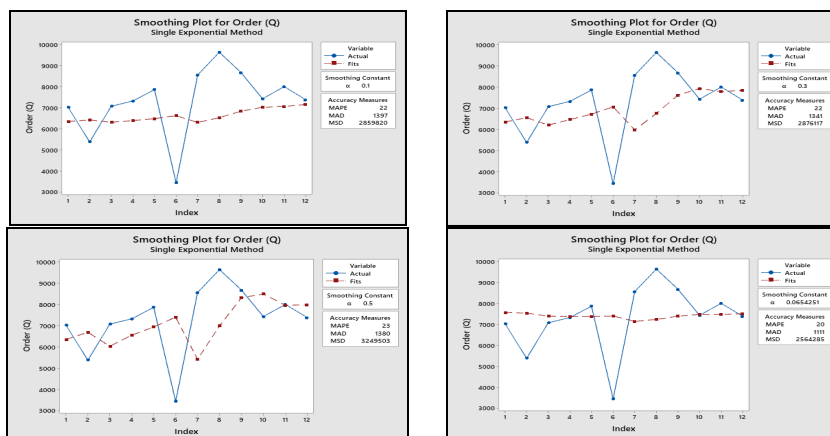 Smoothing Plot for Order (Q)
Single Exponential Method
Order (Q)
10000
9000
8000
7000
6000
5000
4000
3000
1 2 3 4 5 6 7 8 9 10 11 12
Index
Variable
Actual
Fits
Smoothing Constant
α 0.1
Accuracy Measures
MAPE 22
MAD 1397
MSD 2859820
Smoothing Plot for Order (Q)
Single Exponential Method
Order (Q)
10000
9000
8000
7000
6000
5000
4000
3000
1 2 3 4 5 6 7 8 9 10 11 12
Index
Variable
Actual
Fits
Smoothing Constant
α 0.3
Accuracy Measures
MAPE 22
MAD 1341
MSD 2876117
Smoothing Plot for Order (Q)
Single Exponential Method
Order (Q)
10000
9000
8000
7000
6000
5000
4000
3000
1 2 3 4 5 6 7 8 9 10 11 12
Index
Variable
Actual
Fits
Smoothing Constant
α 0.5
Accuracy Measures
MAPE 23
MAD 1380
MSD 3249503
Smoothing Plot for Order (Q)
Single Exponential Method
Order (Q)
10000
9000
8000
7000
6000
5000
4000
3000
1 2 3 4 5 6 7 8 9 10 11 12
Index
Variable
Actual
Fits
Smoothing Constant
α 0.0654251
Accuracy Measures
MAPE 20
MAD 1111
MSD 2564285